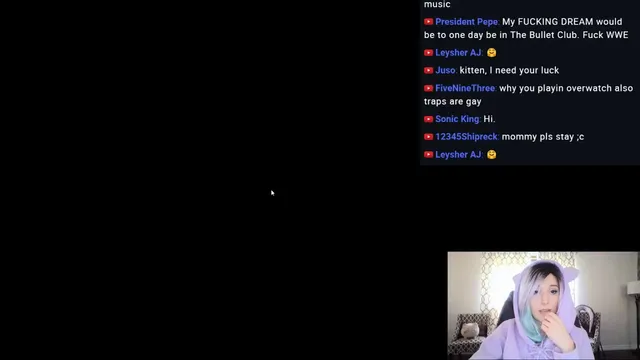 music
President Pepe: My FUCKING DREAM would
be to one day be in The Bullet Club. Fuck WWE
Leysher AJ:
Juso: kitten, I need your luck
FiveNineThree: why you playin overwatch also
traps are gay
Sonic King: Hi.
12345Shipreck: mommy pls stay ;c
Leysher AJ: